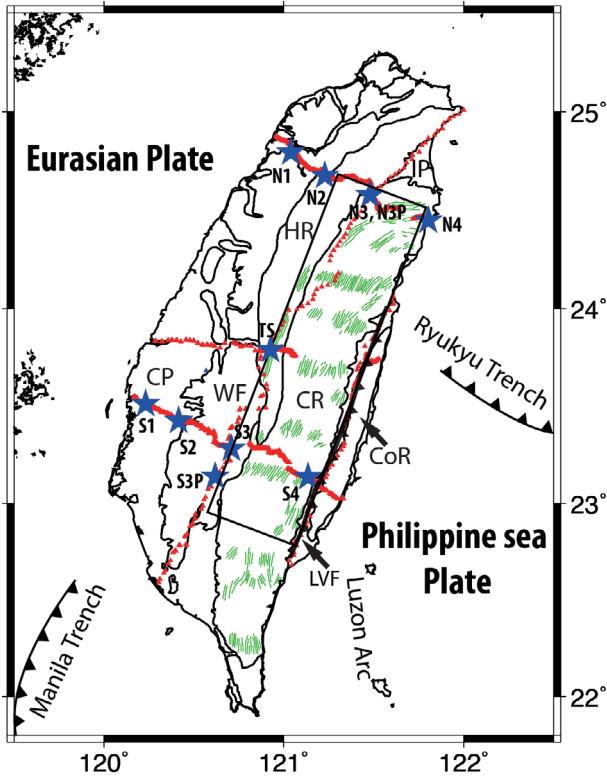 25°
Eurasian Plate
IP
N1
N2
N3, N3P
N4
HR
24°
TS
Ryukyu Trench
CP
WF
CR
S1
S2
S3
CoR
S3P
S4
23°
Philippine sea
Plate
LVF
Luzon Arc
Manila Trench
22°
120°
121°
122°